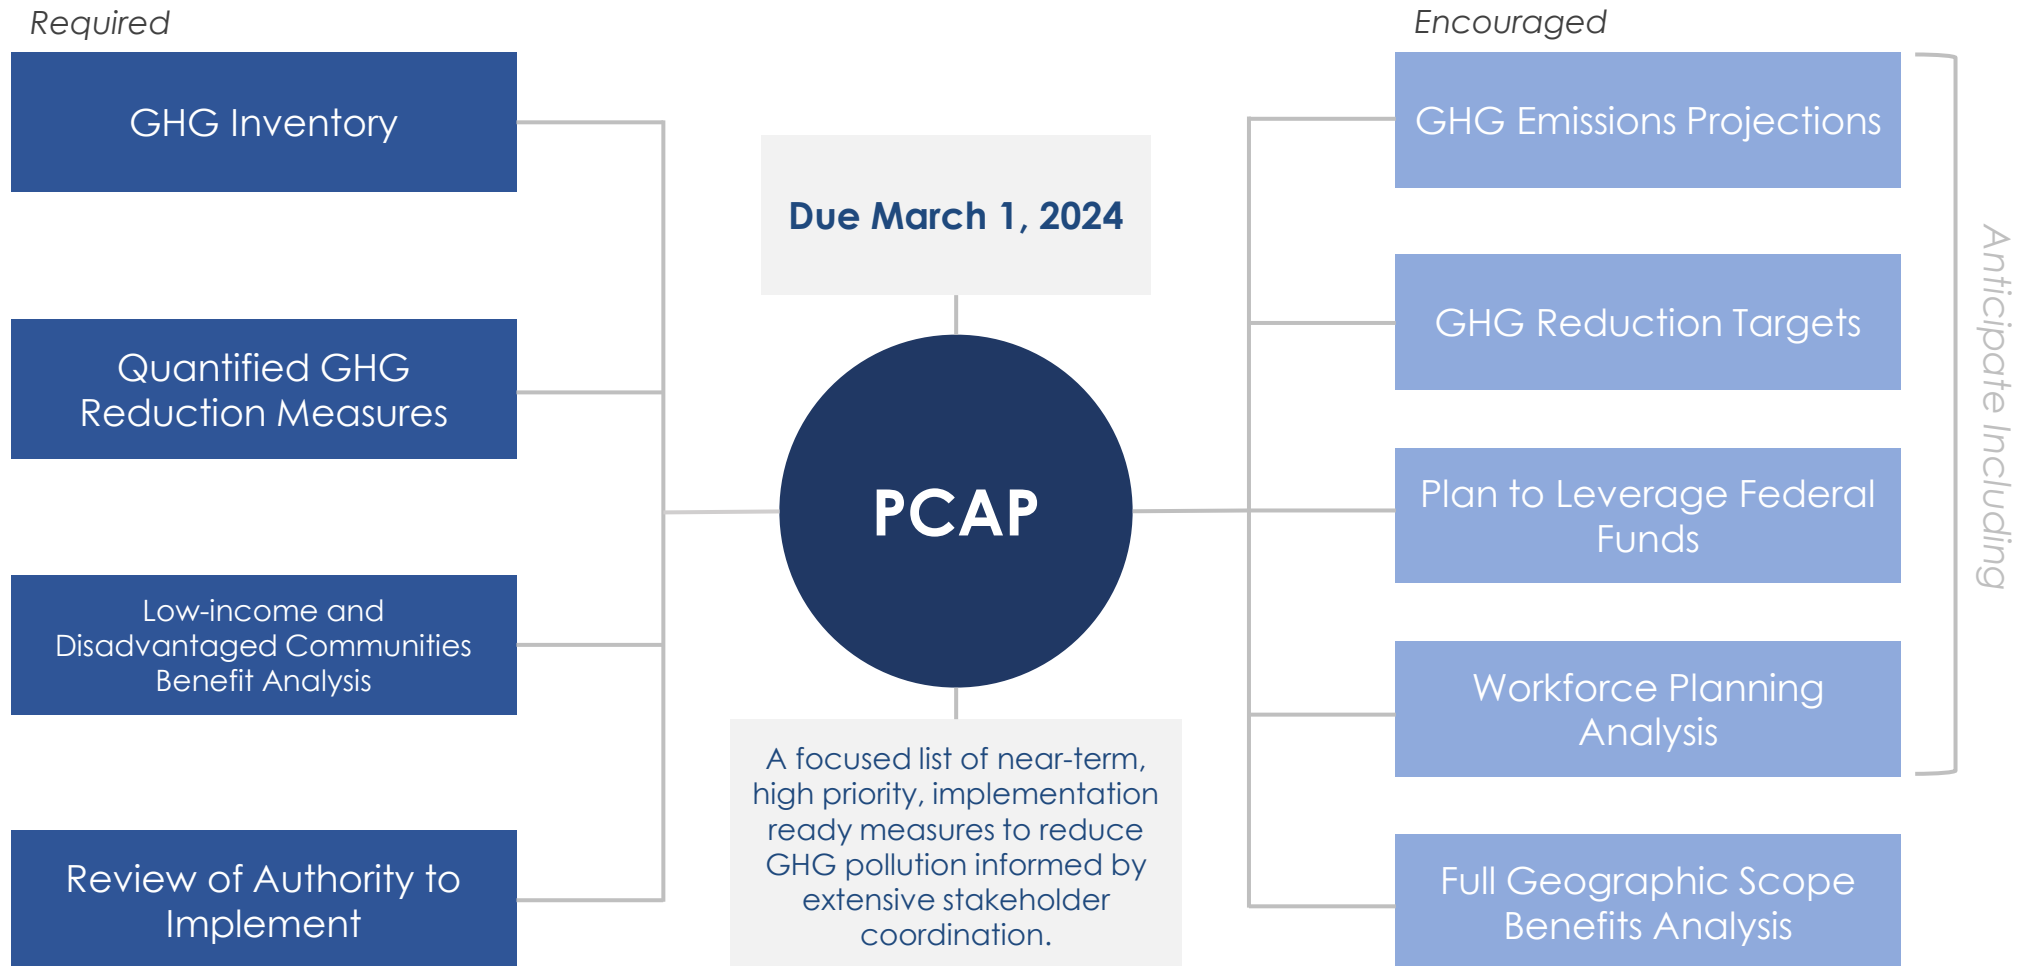 Required
GHG Inventory
Quantified GHG
Reduction Measures
Low-income and
Disadvantaged Communities
Benefit Analysis
Review of Authority to
Implement
Due March 1, 2024
PCAP
A focused list of near-term,
high priority, implementation
ready measures to reduce
GHG pollution informed by
extensive stakeholder
coordination.
Encouraged
GHG Emissions Projections
GHG Reduction Targets
Plan to Leverage Federal
Funds
Workforce Planning
Analysis
Full Geographic Scope
Benefits Analysis
Anticipate Including